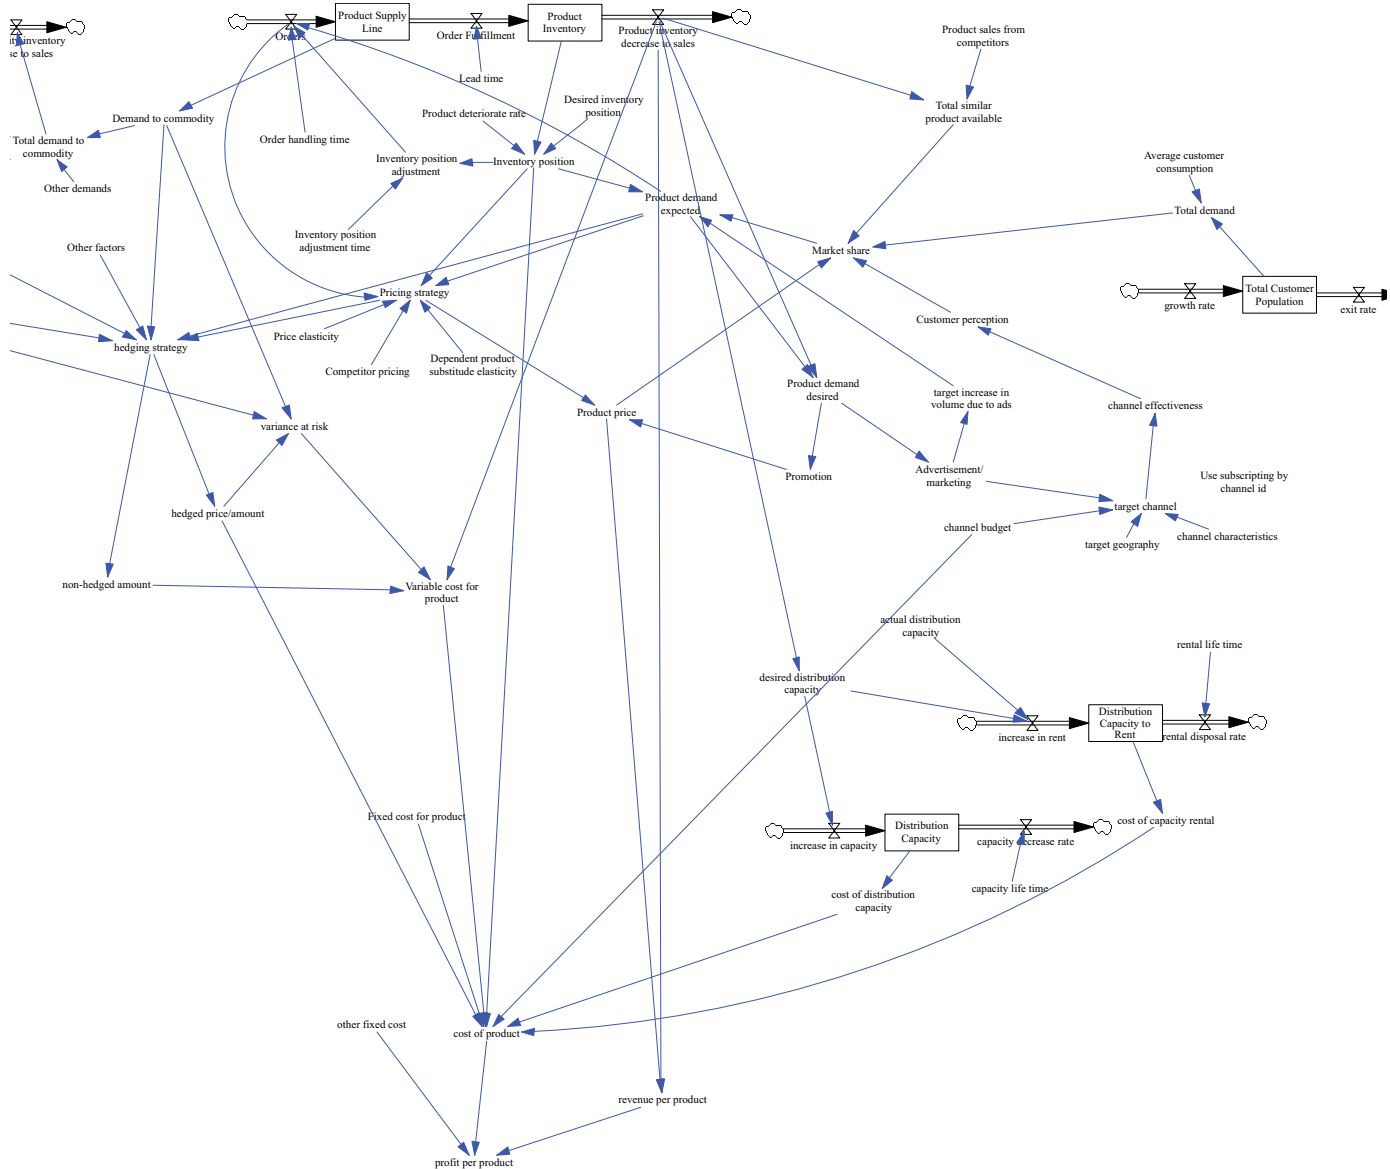 Product Supply
Line
Product
Inventory
Orders
Order Fulfillment
Product inventory
decrease to sales
inventory
se to sales
Product sales from
competitors
Lead time
Total similar
product available
Desired inventory
position
Product deteriorate rate
Demand to commodity
Order handling time
Total demand to
commodity
Inventory position
adjustment
Inventory position
Average customer
consumption
Other demands
Product demand
expected
Total demand
Inventory position
adjustment time
Other factors
Market share
Pricing strategy
Total Customer
Population
growth rate
exit rate
Price elasticity
Customer perception
hedging strategy
Competitor pricing
Dependent product
substitude elasticity
Product demand
desired
target increase in
volume due to ads
channel effectiveness
Product price
variance at risk
Promotion
Advertisement/
marketing
Use subscripting by
channel id
hedged price/amount
target channel
channel budget
target geography
channel characteristics
non-hedged amount
Variable cost for
product
actual distribution
capacity
rental life time
desired distribution
capacity
Distribution
Capacity to
Rent
increase in rent
rental disposal rate
Fixed cost for product
cost of capacity rental
Distribution
Capacity
increase in capacity
capacity decrease rate
capacity life time
cost of distribution
capacity
other fixed cost
cost of product
revenue per product
profit per product